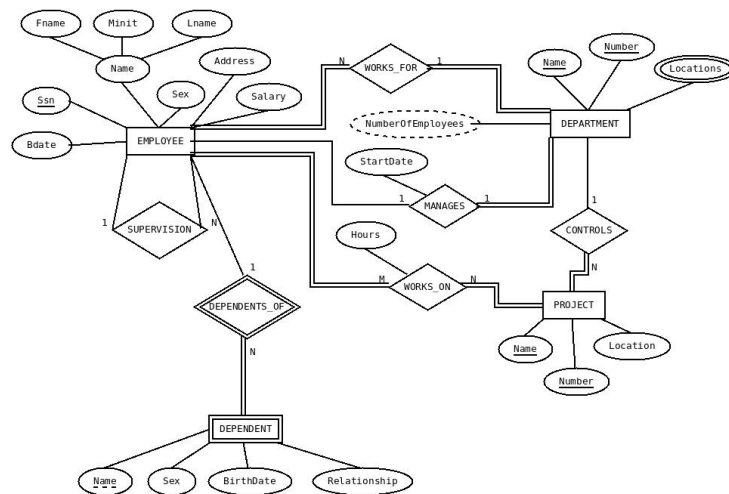 Fname
Minit
Lname
Name
Address
Sex
Salary
Ssn
Bdate
EMPLOYEE
N
WORKS_FOR
1
Name
Number
Locations
NumberOfEmployees
DEPARTMENT
StartDate
1
MANAGES
1
1
SUPERVISION
N
1
CONTROLS
N
Hours
M
WORKS_ON
N
1
DEPENDENTS_OF
N
PROJECT
Name
Number
Location
DEPENDENT
Name
Sex
BirthDate
Relationship